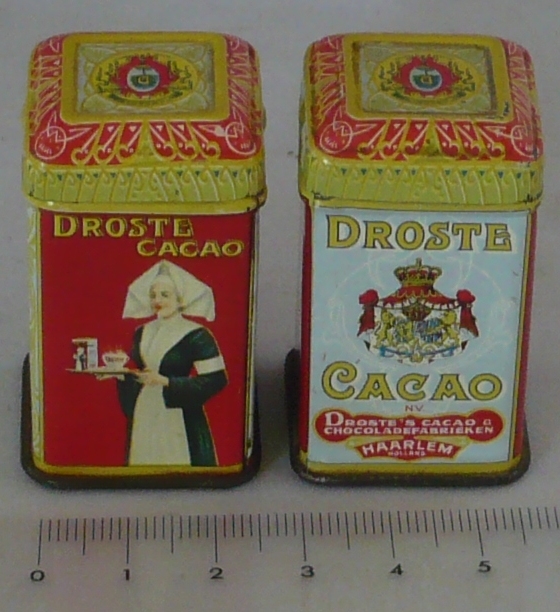 DROSTE
CACAO
DROSTE
CACAO
NV
DROSTE'S CACAO &
CHOCOLADEFABRIEKEN
HAARLEM
HOLLAND
0 1 2 3 4 5